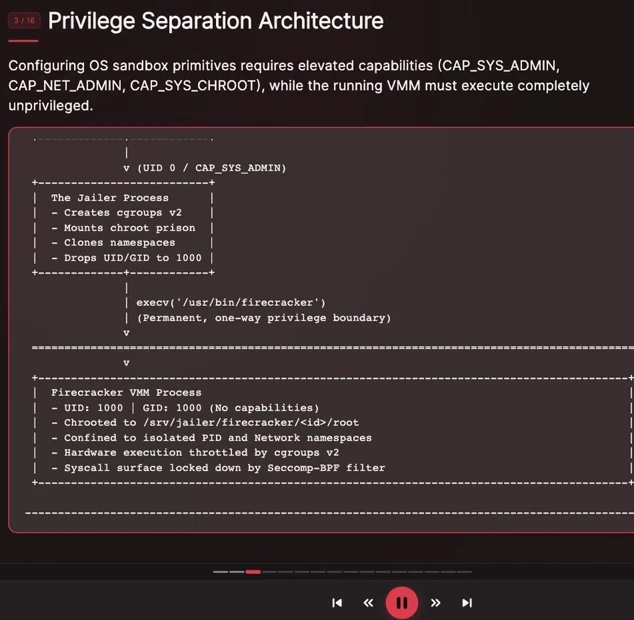 3 / 16
Privilege Separation Architecture
Configuring OS sandbox primitives requires elevated capabilities (CAP_SYS_ADMIN,
CAP_NET_ADMIN, CAP_SYS_CHROOT), while the running VMM must execute completely
unprivileged.
|
v (UID 0 / CAP_SYS_ADMIN)
+--------------------------+
| The Jailer Process |
| - Creates cgroups v2 |
| - Mounts chroot prison |
| - Clones namespaces |
| - Drops UID/GID to 1000 |
+-------------+------------+
|
| execv('/usr/bin/firecracker')
| (Permanent, one-way privilege boundary)
v
==========================================================================================
v
+---------------------------------------------------------------------------------------+
| Firecracker VMM Process |
| - UID: 1000 | GID: 1000 (No capabilities) |
| - Chrooted to /srv/jailer/firecracker/<id>/root |
| - Confined to isolated PID and Network namespaces |
| - Hardware execution throttled by cgroups v2 |
| - Syscall surface locked down by Seccomp-BPF filter |
+---------------------------------------------------------------------------------------+
------------------------------------------------------------------------------------------